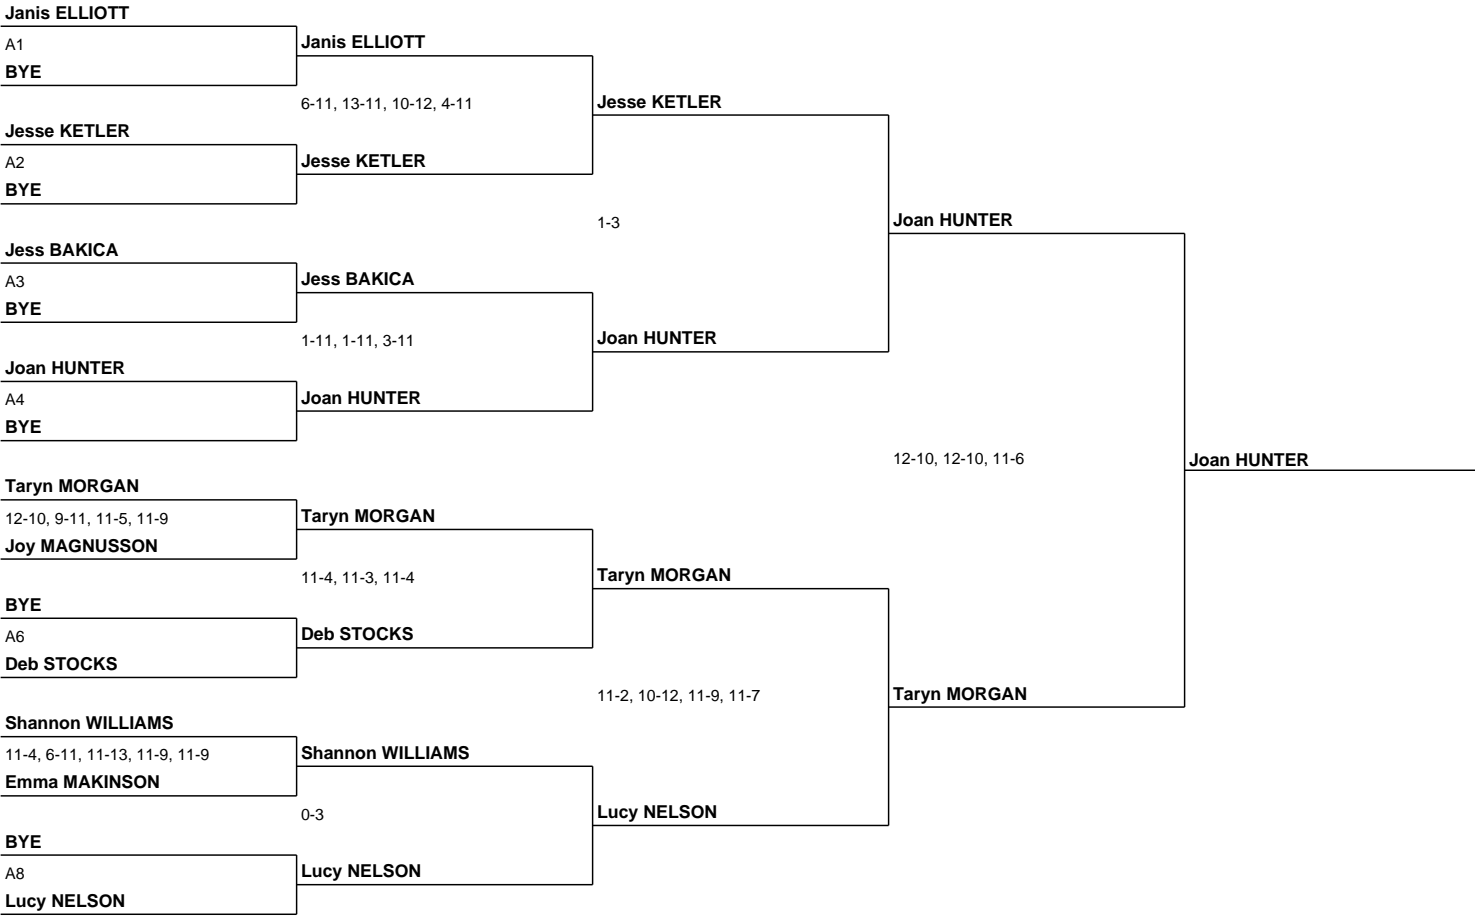 Janis ELLIOTT
A1
BYE
Jesse KETLER
A2
BYE
Jess BAKICA
A3
BYE
Joan HUNTER
A4
BYE
Taryn MORGAN
12-10, 9-11, 11-5, 11-9
Joy MAGNUSSON
BYE
A6
Deb STOCKS
Shannon WILLIAMS
11-4, 6-11, 11-13, 11-9, 11-9
Emma MAKINSON
BYE
A8
Lucy NELSON
Janis ELLIOTT
6-11, 13-11, 10-12, 4-11
Jesse KETLER
Jess BAKICA
1-11, 1-11, 3-11
Joan HUNTER
Taryn MORGAN
11-4, 11-3, 11-4
Deb STOCKS
Shannon WILLIAMS
0-3
Lucy NELSON
Jesse KETLER
1-3
Joan HUNTER
Taryn MORGAN
11-2, 10-12, 11-9, 11-7
Lucy NELSON
Joan HUNTER
12-10, 12-10, 11-6
Taryn MORGAN
Joan HUNTER